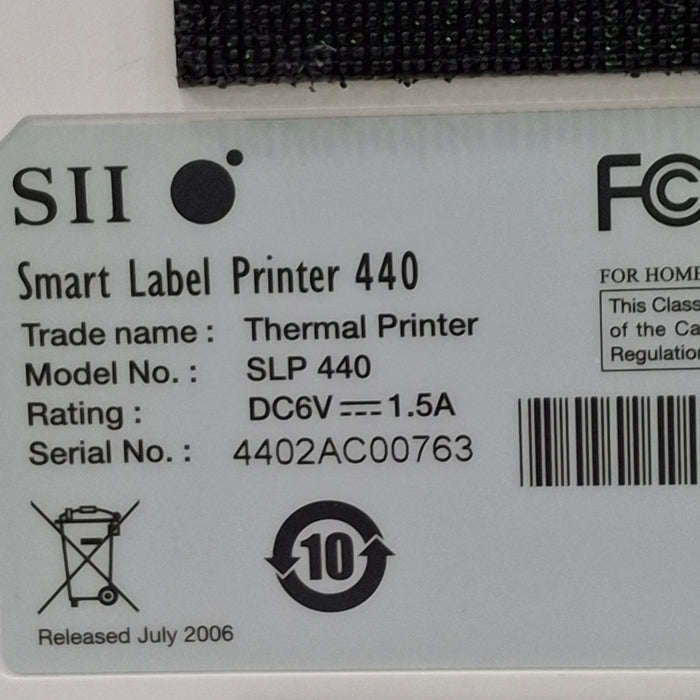 SII
FC
Smart Label Printer 440
FOR HOME
Trade name : Thermal Printer
This Class
of the Ca
Model No. : SLP 440
Regulation
Rating : DC6V ⎓ 1.5A
Serial No. : 4402AC00763
10
Released July 2006